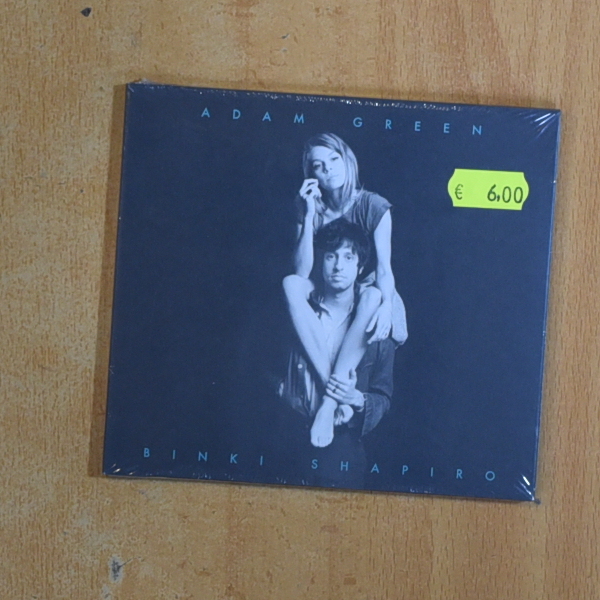 ADAM GREEN
€ 6,00
BINKI SHAPIRO